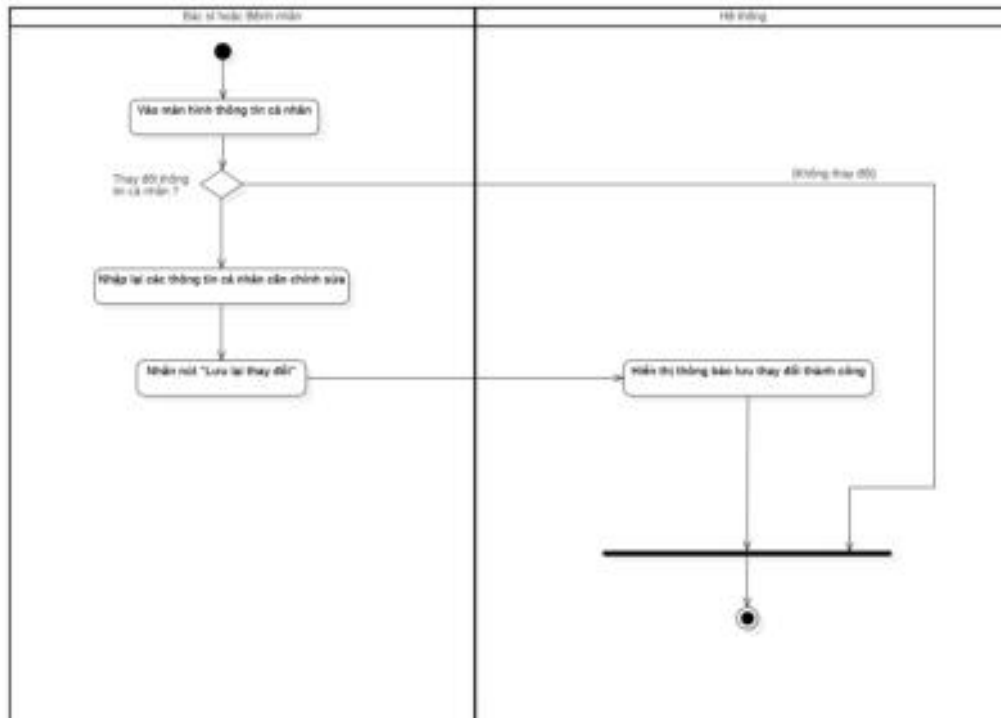 Bác sĩ hoặc Bệnh nhân
Hệ thống
Vào màn hình thông tin cá nhân
Thay đổi thông
tin cá nhân ?
(Không thay đổi)
Nhập lại các thông tin cá nhân cần chỉnh sửa
Nhấn nút "Lưu lại thay đổi"
Hiển thị thông báo lưu thay đổi thành công